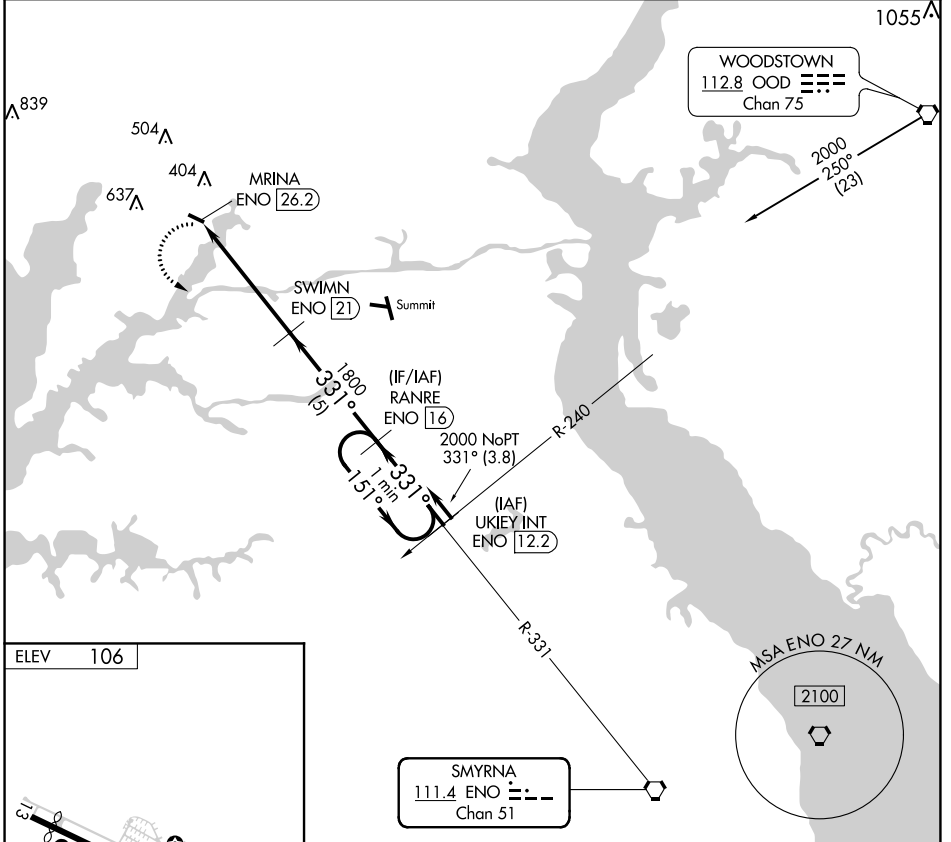 1055
WOODSTOWN
112.8 OOD
Chan 75
839
504
404
637
MRINA
ENO 26.2
2000
250°
(23)
SWIMN
ENO 21
Summit
1800
331°
(5)
(IF/IAF)
RANRE
ENO 16
2000 NoPT
331° (3.8)
R-240
331°
1 min
151°
(IAF)
UKIEY INT
ENO 12.2
R-331
ELEV 106
MSA ENO 27 NM
2100
SMYRNA
111.4 ENO
Chan 51
13